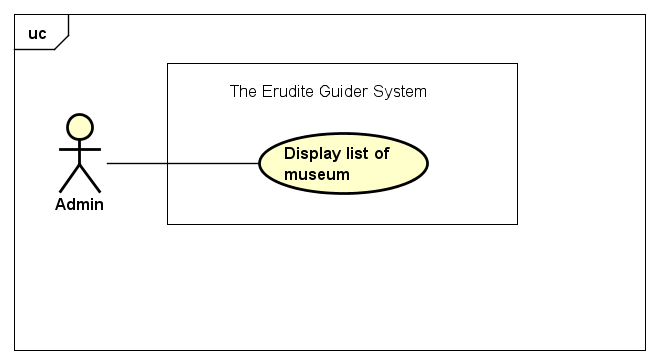 uc
The Erudite Guider System
Display list of
museum
Admin